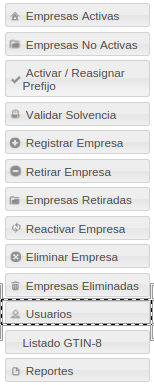 Empresas Activas
Empresas No Activas
Activar / Reasignar
Prefijo
Validar Solvencia
Registrar Empresa
Retirar Empresa
Empresas Retiradas
Reactivar Empresa
Eliminar Empresa
Empresas Eliminadas
Usuarios
Listado GTIN-8
Reportes